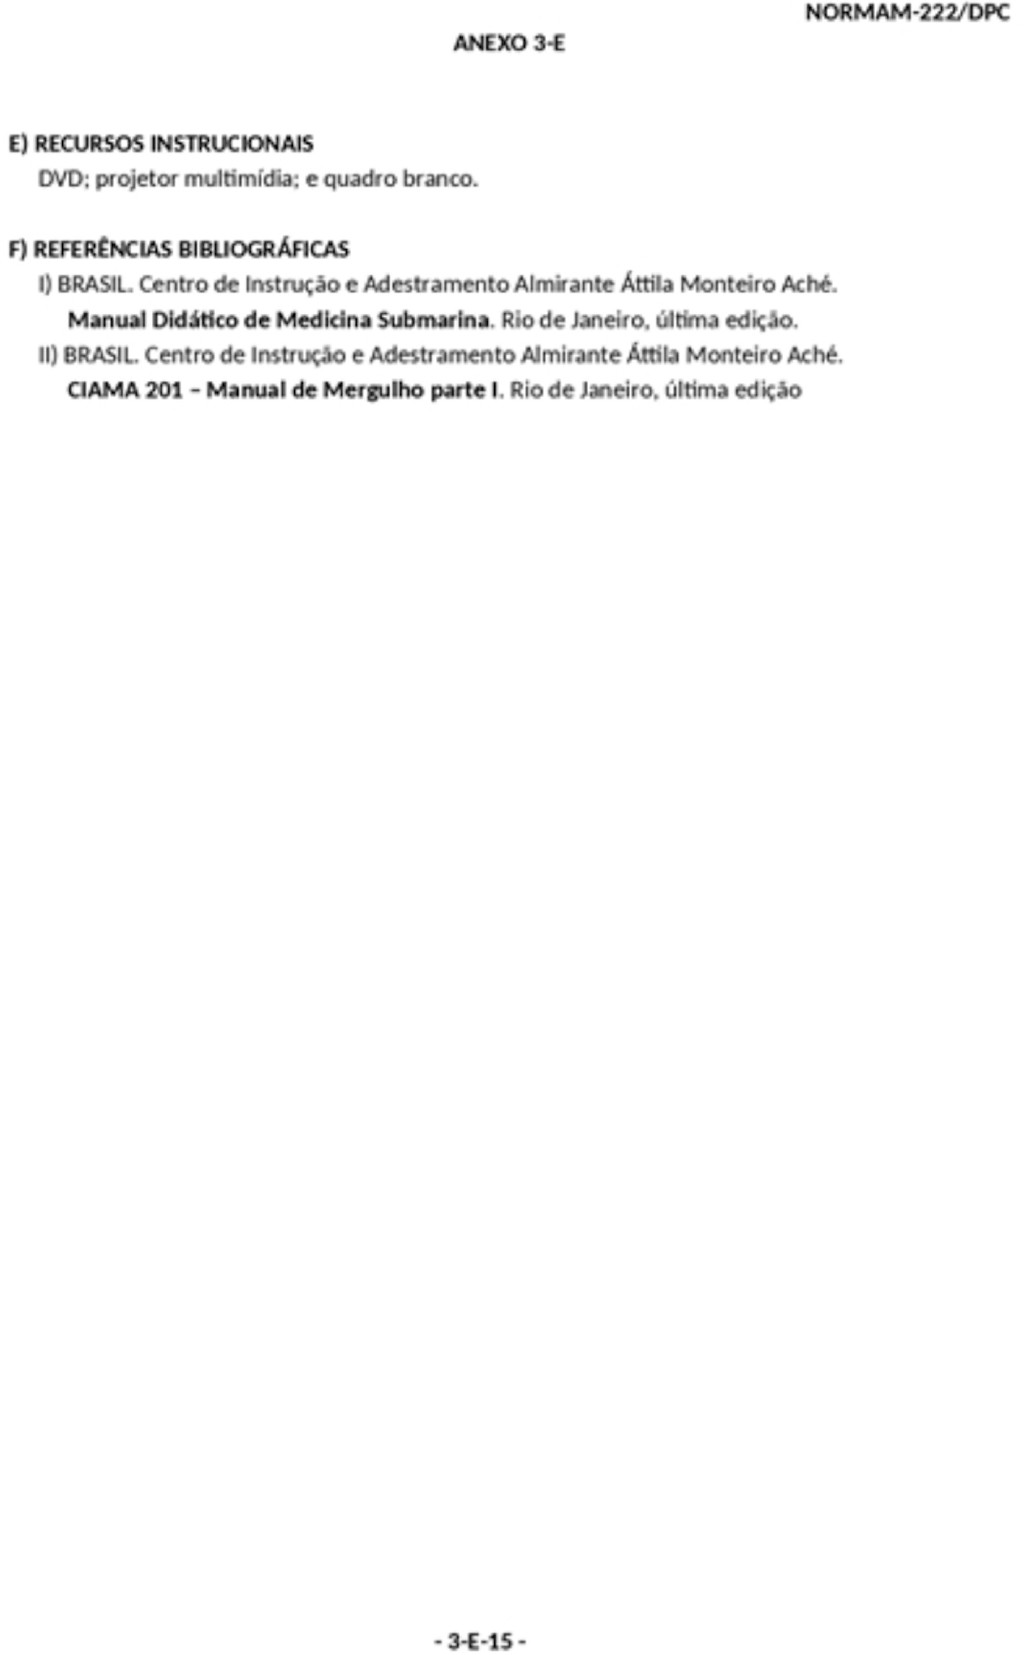 NORMAM-222/DPC
ANEXO 3-E
E) RECURSOS INSTRUCIONAIS
DVD; projetor multimídia; e quadro branco.
F) REFERÊNCIAS BIBLIOGRÁFICAS
I) BRASIL. Centro de Instrução e Adestramento Almirante Áttila Monteiro Aché.
Manual Didático de Medicina Submarina. Rio de Janeiro, última edição.
II) BRASIL. Centro de Instrução e Adestramento Almirante Áttila Monteiro Aché.
CIAMA 201 – Manual de Mergulho parte I. Rio de Janeiro, última edição
- 3-E-15 -